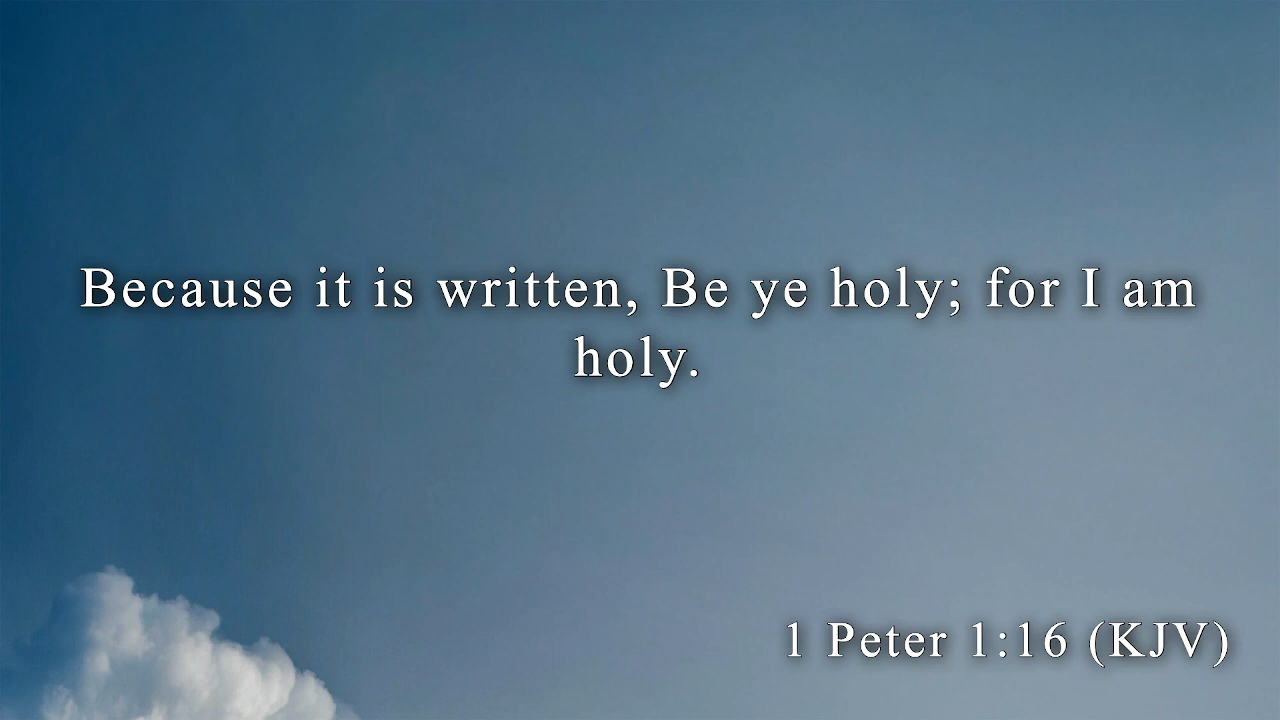 Because it is written, Be ye holy; for I am
holy.
1 Peter 1:16 (KJV)